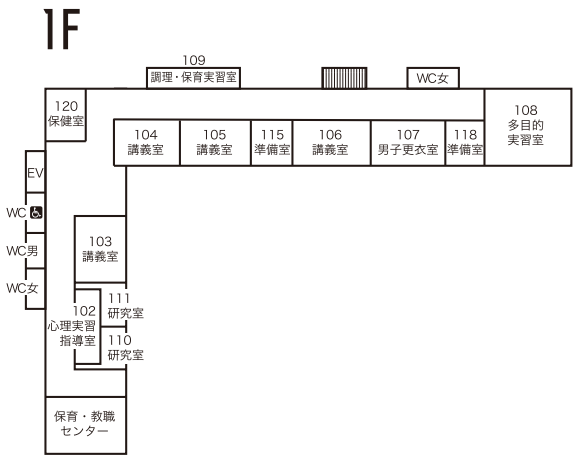 1F
109
調理・保育実習室
WC女
120
保健室
104
講義室
105
講義室
115
準備室
106
講義室
107
男子更衣室
118
準備室
108
多目的
実習室
EV
WC
WC男
WC女
103
講義室
102
心理実習
指導室
111
研究室
110
研究室
保育・教職
センター